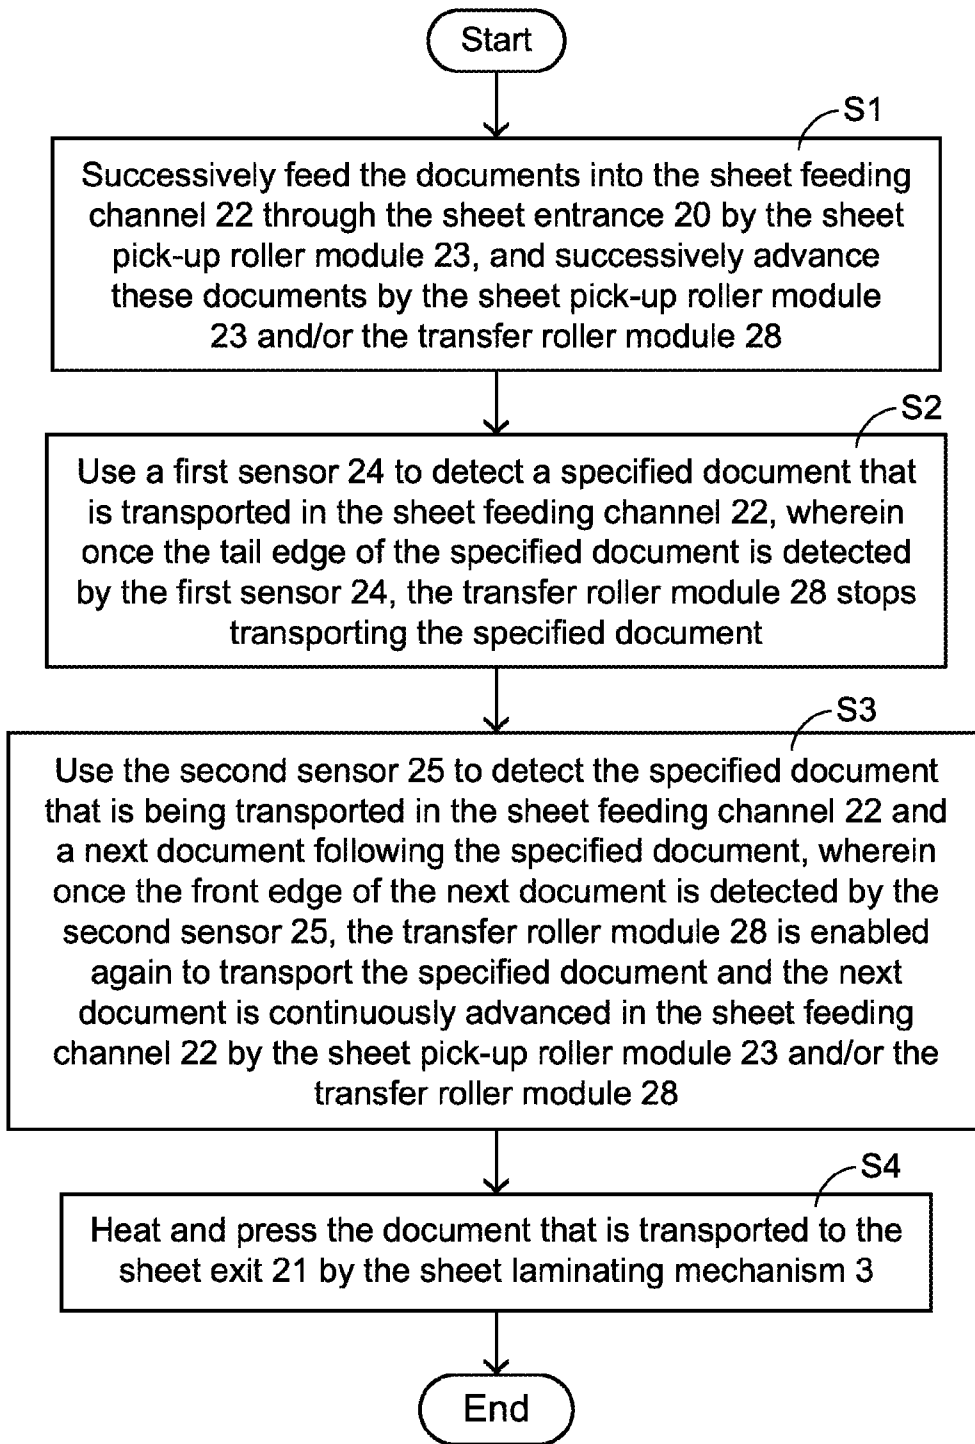 Start
S1
Successively feed the documents into the sheet feeding
channel 22 through the sheet entrance 20 by the sheet
pick-up roller module 23, and successively advance
these documents by the sheet pick-up roller module
23 and/or the transfer roller module 28
S2
Use a first sensor 24 to detect a specified document that
is transported in the sheet feeding channel 22, wherein
once the tail edge of the specified document is detected
by the first sensor 24, the transfer roller module 28 stops
transporting the specified document
S3
Use the second sensor 25 to detect the specified document
that is being transported in the sheet feeding channel 22 and
a next document following the specified document, wherein
once the front edge of the next document is detected by the
second sensor 25, the transfer roller module 28 is enabled
again to transport the specified document and the next
document is continuously advanced in the sheet feeding
channel 22 by the sheet pick-up roller module 23 and/or the
transfer roller module 28
S4
Heat and press the document that is transported to the
sheet exit 21 by the sheet laminating mechanism 3
End